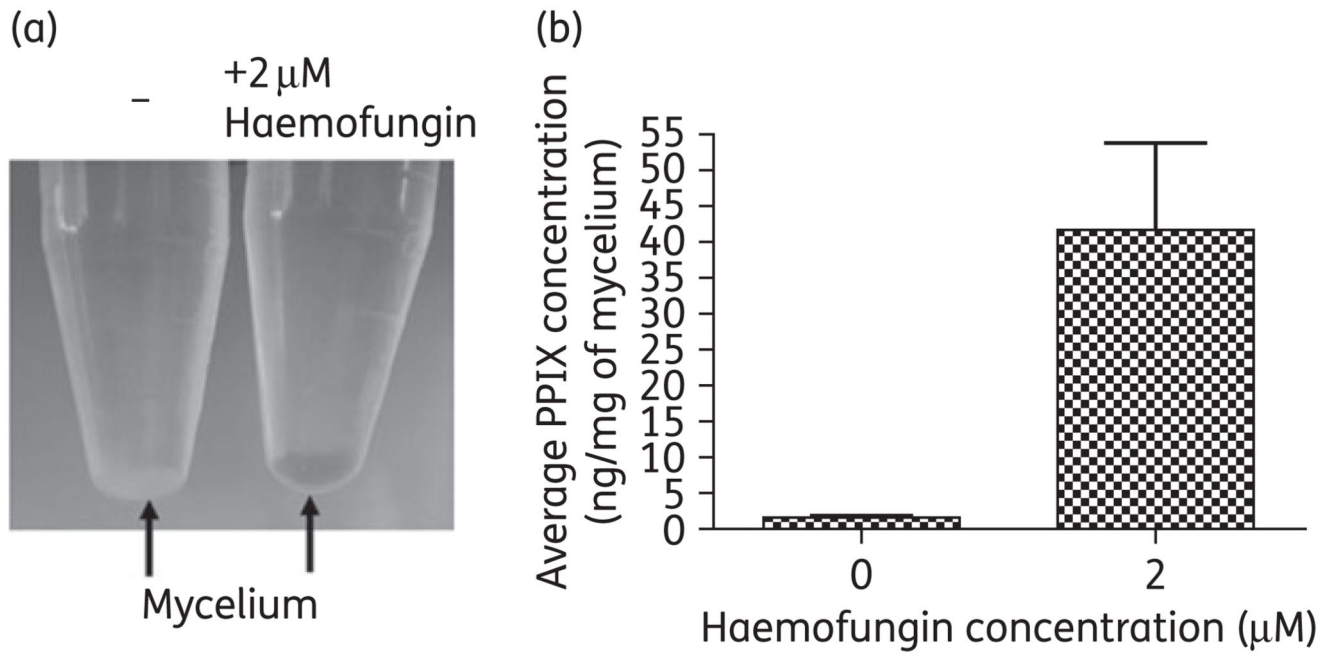 (a)
–
+2 μM
Haemofungin
Mycelium
(b)
Average PPIX concentration
(ng/mg of mycelium)
55
50
45
40
35
30
25
20
15
10
5
0
0
2
Haemofungin concentration (μM)